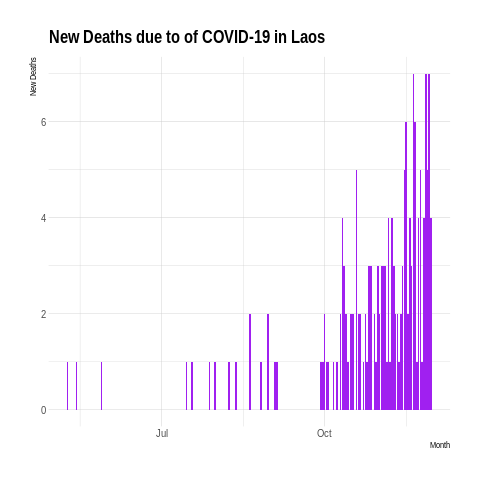 New Deaths due to of COVID-19 in Laos
New Deaths
6
4
2
0
Jul
Oct
Month